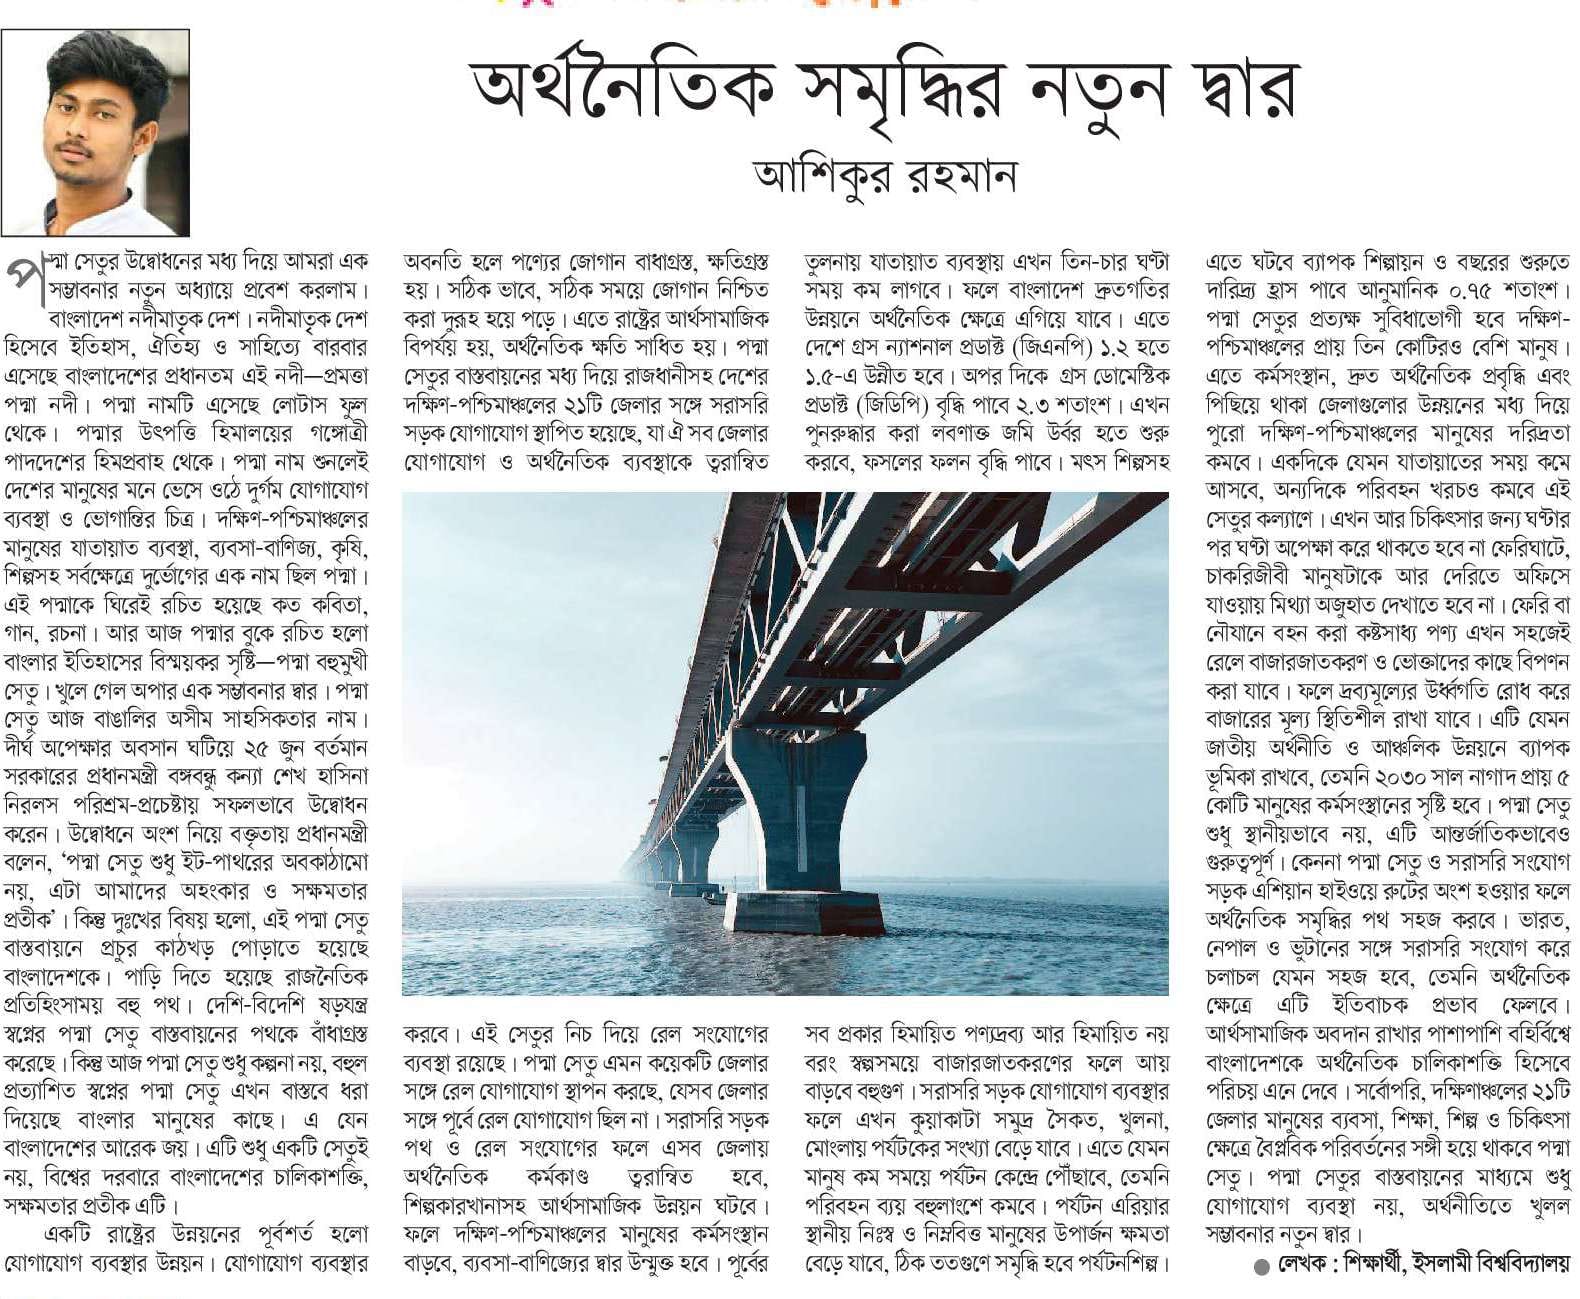 অর্থনৈতিক সমৃদ্ধির নতুন দ্বার
আশিকুর রহমান
পদ্মা সেতুর উদ্বোধনের মধ্য দিয়ে আমরা এক
সম্ভাবনার নতুন অধ্যায়ে প্রবেশ করলাম।
বাংলাদেশ নদীমাতৃক দেশ। নদীমাতৃক দেশ
হিসেবে ইতিহাস, ঐতিহ্য ও সাহিত্যে বারবার
এসেছে বাংলাদেশের প্রধানতম এই নদী—প্রমত্তা
পদ্মা নদী। পদ্মা নামটি এসেছে লোটাস ফুল
থেকে। পদ্মার উৎপত্তি হিমালয়ের গঙ্গোত্রী
পাদদেশের হিমপ্রবাহ থেকে। পদ্মা নাম শুনলেই
দেশের মানুষের মনে ভেসে ওঠে দুর্গম যোগাযোগ
ব্যবস্থা ও ভোগান্তির চিত্র। দক্ষিণ-পশ্চিমাঞ্চলের
মানুষের যাতায়াত ব্যবস্থা, ব্যবসা-বাণিজ্য, কৃষি,
শিল্পসহ সর্বক্ষেত্রে দুর্ভোগের এক নাম ছিল পদ্মা।
এই পদ্মাকে ঘিরেই রচিত হয়েছে কত কবিতা,
গান, রচনা। আর আজ পদ্মার বুকে রচিত হলো
বাংলার ইতিহাসের বিস্ময়কর সৃষ্টি—পদ্মা বহুমুখী
সেতু। খুলে গেল অপার এক সম্ভাবনার দ্বার। পদ্মা
সেতু আজ বাঙালির অসীম সাহসিকতার নাম।
দীর্ঘ অপেক্ষার অবসান ঘটিয়ে ২৫ জুন বর্তমান
সরকারের প্রধানমন্ত্রী বঙ্গবন্ধু কন্যা শেখ হাসিনা
নিরলস পরিশ্রম-প্রচেষ্টায় সফলভাবে উদ্বোধন
করেন। উদ্বোধনে অংশ নিয়ে বক্তৃতায় প্রধানমন্ত্রী
বলেন, ‘পদ্মা সেতু শুধু ইট-পাথরের অবকাঠামো
নয়, এটা আমাদের অহংকার ও সক্ষমতার
প্রতীক’। কিন্তু দুঃখের বিষয় হলো, এই পদ্মা সেতু
বাস্তবায়নে প্রচুর কাঠখড় পোড়াতে হয়েছে
বাংলাদেশকে। পাড়ি দিতে হয়েছে রাজনৈতিক
প্রতিহিংসাময় বহু পথ। দেশি-বিদেশি ষড়যন্ত্র
স্বপ্নের পদ্মা সেতু বাস্তবায়নের পথকে বাঁধাগ্রস্ত
করেছে। কিন্তু আজ পদ্মা সেতু শুধু কল্পনা নয়, বহুল
প্রত্যাশিত স্বপ্নের পদ্মা সেতু এখন বাস্তবে ধরা
দিয়েছে বাংলার মানুষের কাছে। এ যেন
বাংলাদেশের আরেক জয়। এটি শুধু একটি সেতুই
নয়, বিশ্বের দরবারে বাংলাদেশের চালিকাশক্তি,
সক্ষমতার প্রতীক এটি।
একটি রাষ্ট্রের উন্নয়নের পূর্বশর্ত হলো
যোগাযোগ ব্যবস্থার উন্নয়ন। যোগাযোগ ব্যবস্থার
অবনতি হলে পণ্যের জোগান বাধাগ্রস্ত, ক্ষতিগ্রস্ত
হয়। সঠিক ভাবে, সঠিক সময়ে জোগান নিশ্চিত
করা দুরূহ হয়ে পড়ে। এতে রাষ্ট্রের আর্থসামাজিক
বিপর্যয় হয়, অর্থনৈতিক ক্ষতি সাধিত হয়। পদ্মা
সেতুর বাস্তবায়নের মধ্য দিয়ে রাজধানীসহ দেশের
দক্ষিণ-পশ্চিমাঞ্চলের ২১টি জেলার সঙ্গে সরাসরি
সড়ক যোগাযোগ স্থাপিত হয়েছে, যা ঐ সব জেলার
যোগাযোগ ও অর্থনৈতিক ব্যবস্থাকে ত্বরান্বিত
করবে। এই সেতুর নিচ দিয়ে রেল সংযোগের
ব্যবস্থা রয়েছে। পদ্মা সেতু এমন কয়েকটি জেলার
সঙ্গে রেল যোগাযোগ স্থাপন করছে, যেসব জেলার
সঙ্গে পূর্বে রেল যোগাযোগ ছিল না। সরাসরি সড়ক
পথ ও রেল সংযোগের ফলে এসব জেলায়
অর্থনৈতিক কর্মকাণ্ড ত্বরান্বিত হবে,
শিল্পকারখানাসহ আর্থসামাজিক উন্নয়ন ঘটবে।
ফলে দক্ষিণ-পশ্চিমাঞ্চলের মানুষের কর্মসংস্থান
বাড়বে, ব্যবসা-বাণিজ্যের দ্বার উন্মুক্ত হবে। পূর্বের
তুলনায় যাতায়াত ব্যবস্থায় এখন তিন-চার ঘণ্টা
সময় কম লাগবে। ফলে বাংলাদেশ দ্রুতগতির
উন্নয়নে অর্থনৈতিক ক্ষেত্রে এগিয়ে যাবে। এতে
দেশে গ্রস ন্যাশনাল প্রডাক্ট (জিএনপি) ১.২ হতে
১.৫-এ উন্নীত হবে। অপর দিকে গ্রস ডোমেস্টিক
প্রডাক্ট (জিডিপি) বৃদ্ধি পাবে ২.৩ শতাংশ। এখন
পুনরুদ্ধার করা লবণাক্ত জমি উর্বর হতে শুরু
করবে, ফসলের ফলন বৃদ্ধি পাবে। মৎস শিল্পসহ
সব প্রকার হিমায়িত পণ্যদ্রব্য আর হিমায়িত নয়
বরং স্বল্পসময়ে বাজারজাতকরণের ফলে আয়
বাড়বে বহুগুণ। সরাসরি সড়ক যোগাযোগ ব্যবস্থার
ফলে এখন কুয়াকাটা সমুদ্র সৈকত, খুলনা,
মোংলায় পর্যটকের সংখ্যা বেড়ে যাবে। এতে যেমন
মানুষ কম সময়ে পর্যটন কেন্দ্রে পৌঁছাবে, তেমনি
পরিবহন ব্যয় বহুলাংশে কমবে। পর্যটন এরিয়ার
স্থানীয় নিঃস্ব ও নিম্নবিত্ত মানুষের উপার্জন ক্ষমতা
বেড়ে যাবে, ঠিক ততগুণে সমৃদ্ধি হবে পর্যটনশিল্প।
এতে ঘটবে ব্যাপক শিল্পায়ন ও বছরের শুরুতে
দারিদ্র্য হ্রাস পাবে আনুমানিক ০.৭৫ শতাংশ।
পদ্মা সেতুর প্রত্যক্ষ সুবিধাভোগী হবে দক্ষিণ-
পশ্চিমাঞ্চলের প্রায় তিন কোটিরও বেশি মানুষ।
এতে কর্মসংস্থান, দ্রুত অর্থনৈতিক প্রবৃদ্ধি এবং
পিছিয়ে থাকা জেলাগুলোর উন্নয়নের মধ্য দিয়ে
পুরো দক্ষিণ-পশ্চিমাঞ্চলের মানুষের দরিদ্রতা
কমবে। একদিকে যেমন যাতায়াতের সময় কমে
আসবে, অন্যদিকে পরিবহন খরচও কমবে এই
সেতুর কল্যাণে। এখন আর চিকিৎসার জন্য ঘণ্টার
পর ঘণ্টা অপেক্ষা করে থাকতে হবে না ফেরিঘাটে,
চাকরিজীবী মানুষটাকে আর দেরিতে অফিসে
যাওয়ায় মিথ্যা অজুহাত দেখাতে হবে না। ফেরি বা
নৌযানে বহন করা কষ্টসাধ্য পণ্য এখন সহজেই
রেলে বাজারজাতকরণ ও ভোক্তাদের কাছে বিপণন
করা যাবে। ফলে দ্রব্যমূল্যের উর্ধ্বগতি রোধ করে
বাজারের মূল্য স্থিতিশীল রাখা যাবে। এটি যেমন
জাতীয় অর্থনীতি ও আঞ্চলিক উন্নয়নে ব্যাপক
ভূমিকা রাখবে, তেমনি ২০৩০ সাল নাগাদ প্রায় ৫
কোটি মানুষের কর্মসংস্থানের সৃষ্টি হবে। পদ্মা সেতু
শুধু স্থানীয়ভাবে নয়, এটি আন্তর্জাতিকভাবেও
গুরুত্বপূর্ণ। কেননা পদ্মা সেতু ও সরাসরি সংযোগ
সড়ক এশিয়ান হাইওয়ে রুটের অংশ হওয়ার ফলে
অর্থনৈতিক সমৃদ্ধির পথ সহজ করবে। ভারত,
নেপাল ও ভুটানের সঙ্গে সরাসরি সংযোগ করে
চলাচল যেমন সহজ হবে, তেমনি অর্থনৈতিক
ক্ষেত্রে এটি ইতিবাচক প্রভাব ফেলবে।
আর্থসামাজিক অবদান রাখার পাশাপাশি বহির্বিশ্বে
বাংলাদেশকে অর্থনৈতিক চালিকাশক্তি হিসেবে
পরিচয় এনে দেবে। সর্বোপরি, দক্ষিণাঞ্চলের ২১টি
জেলার মানুষের ব্যবসা, শিক্ষা, শিল্প ও চিকিৎসা
ক্ষেত্রে বৈপ্লবিক পরিবর্তনের সঙ্গী হয়ে থাকবে পদ্মা
সেতু। পদ্মা সেতুর বাস্তবায়নের মাধ্যমে শুধু
যোগাযোগ ব্যবস্থা নয়, অর্থনীতিতে খুলল
সম্ভাবনার নতুন দ্বার।
● লেখক : শিক্ষার্থী, ইসলামী বিশ্ববিদ্যালয়